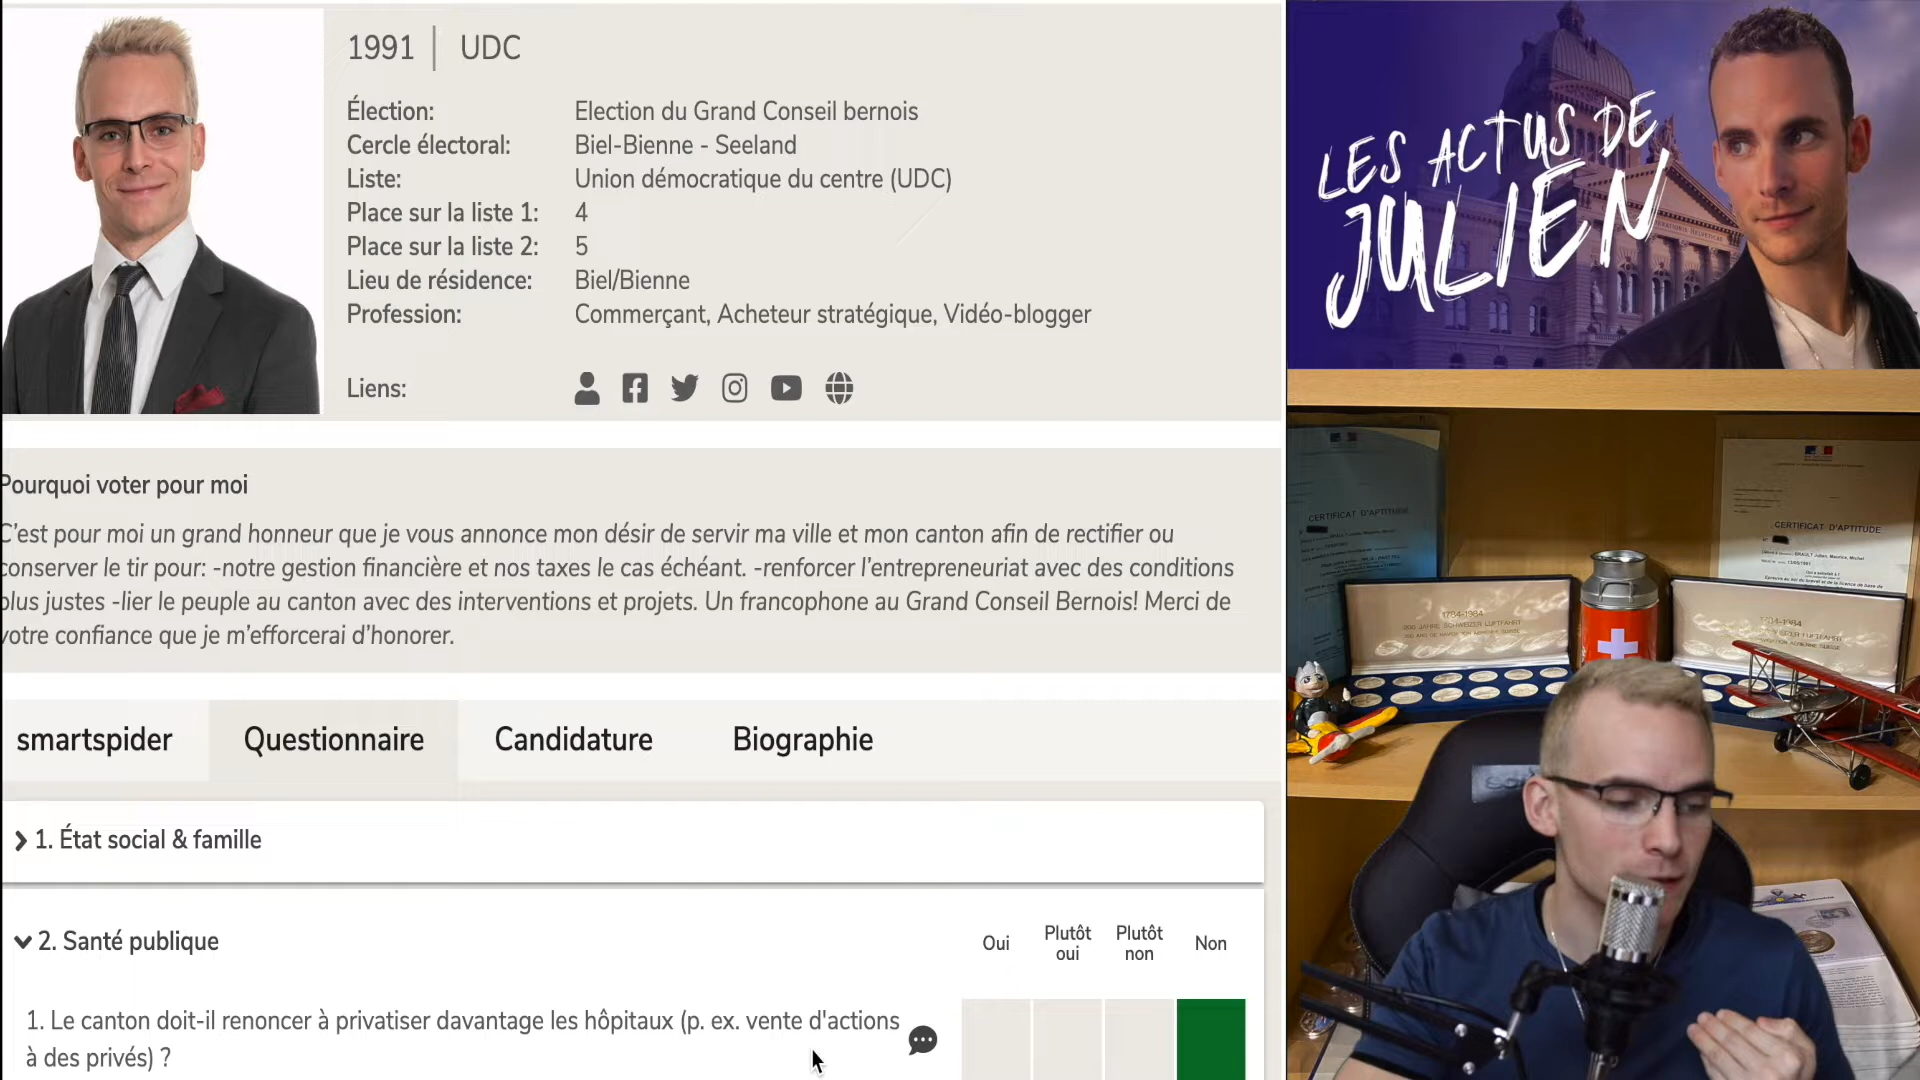 1991 | UDC
Élection: Election du Grand Conseil bernois
Cercle électoral: Biel-Bienne - Seeland
Liste: Union démocratique du centre (UDC)
Place sur la liste 1: 4
Place sur la liste 2: 5
Lieu de résidence: Biel/Bienne
Profession: Commerçant, Acheteur stratégique, Vidéo-blogger
Liens:
Pourquoi voter pour moi
C'est pour moi un grand honneur que je vous annonce mon désir de servir ma ville et mon canton afin de rectifier ou
conserver le tir pour: -notre gestion financière et nos taxes le cas échéant. -renforcer l'entrepreneuriat avec des conditions
plus justes -lier le peuple au canton avec des interventions et projets. Un francophone au Grand Conseil Bernois! Merci de
votre confiance que je m'efforcerai d'honorer.
smartspider Questionnaire Candidature Biographie
1. État social & famille
2. Santé publique
Oui Plutôt oui Plutôt non Non
1. Le canton doit-il renoncer à privatiser davantage les hôpitaux (p. ex. vente d'actions
à des privés) ?
LES ACTUS DE
JULIEN
CERTIFICAT D'APTITUDE
CERTIFICAT D'APTITUDE
1784-1984
200 JAHRE SCHWEIZER LUFTFAHRT